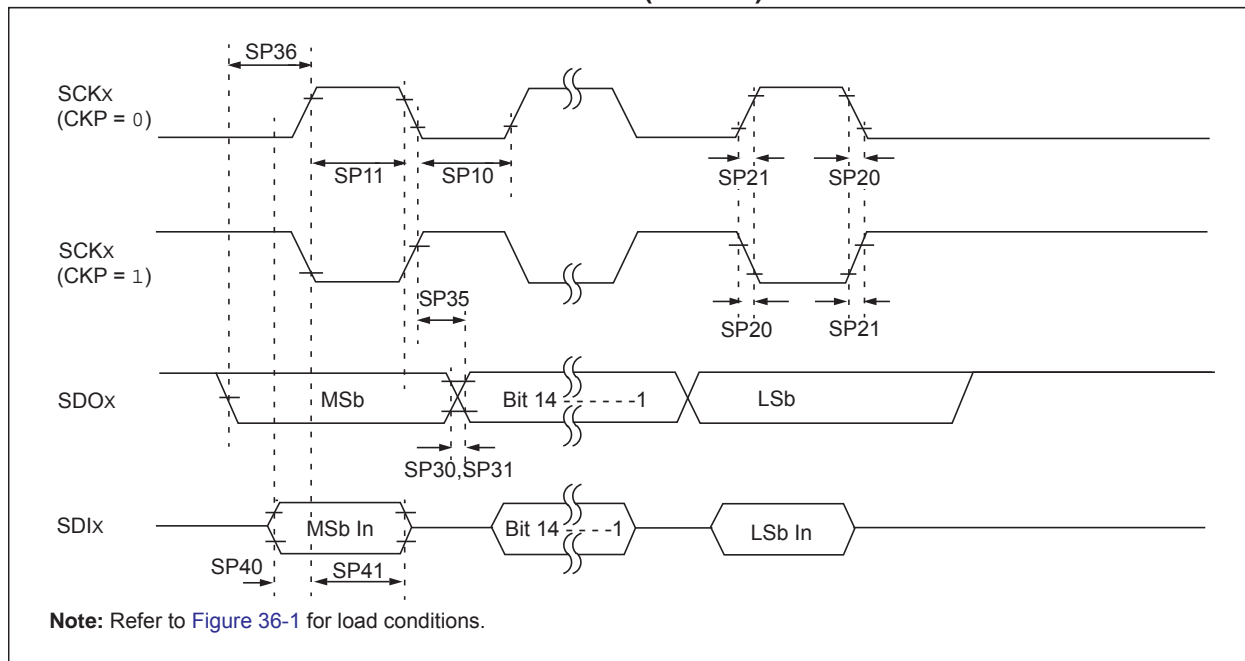 SP36
SCKx
(CKP = 0)
SP11
SP10
SP21
SP20
SCKx
(CKP = 1)
SP35
SP20
SP21
SDOx
MSb
Bit 14 - - - - - -1
LSb
SP30,SP31
SDIx
MSb In
Bit 14 - - - - -1
LSb In
SP40
SP41
Note: Refer to Figure 36-1 for load conditions.